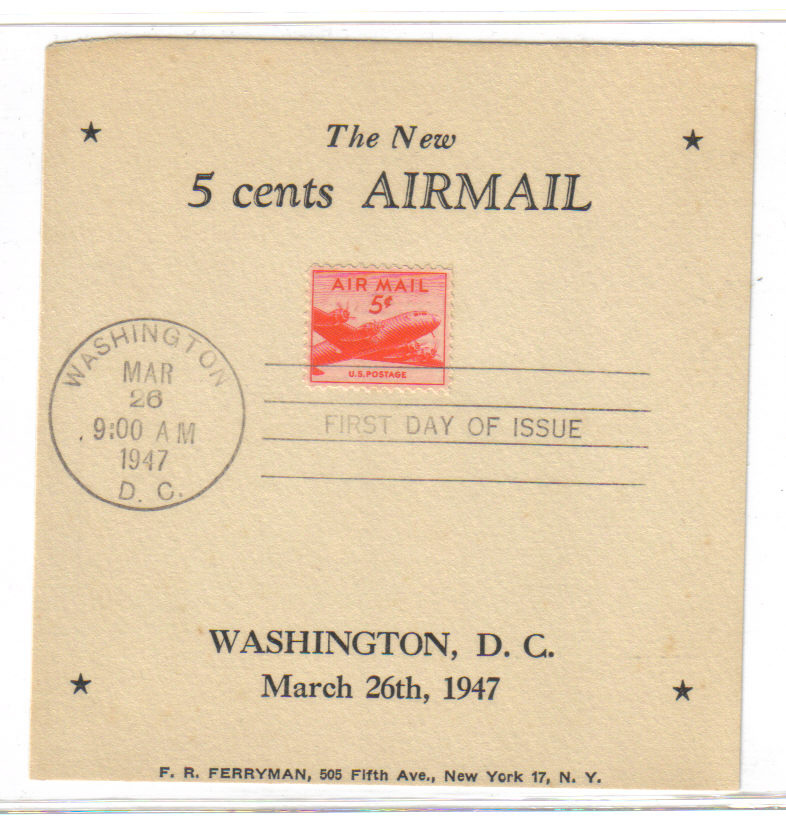 The New
5 cents AIRMAIL
AIR MAIL
5¢
U.S. POSTAGE
WASHINGTON
MAR
26
9:00 AM
1947
D. C.
FIRST DAY OF ISSUE
WASHINGTON, D. C.
March 26th, 1947
F. R. FERRYMAN, 505 Fifth Ave., New York 17, N. Y.